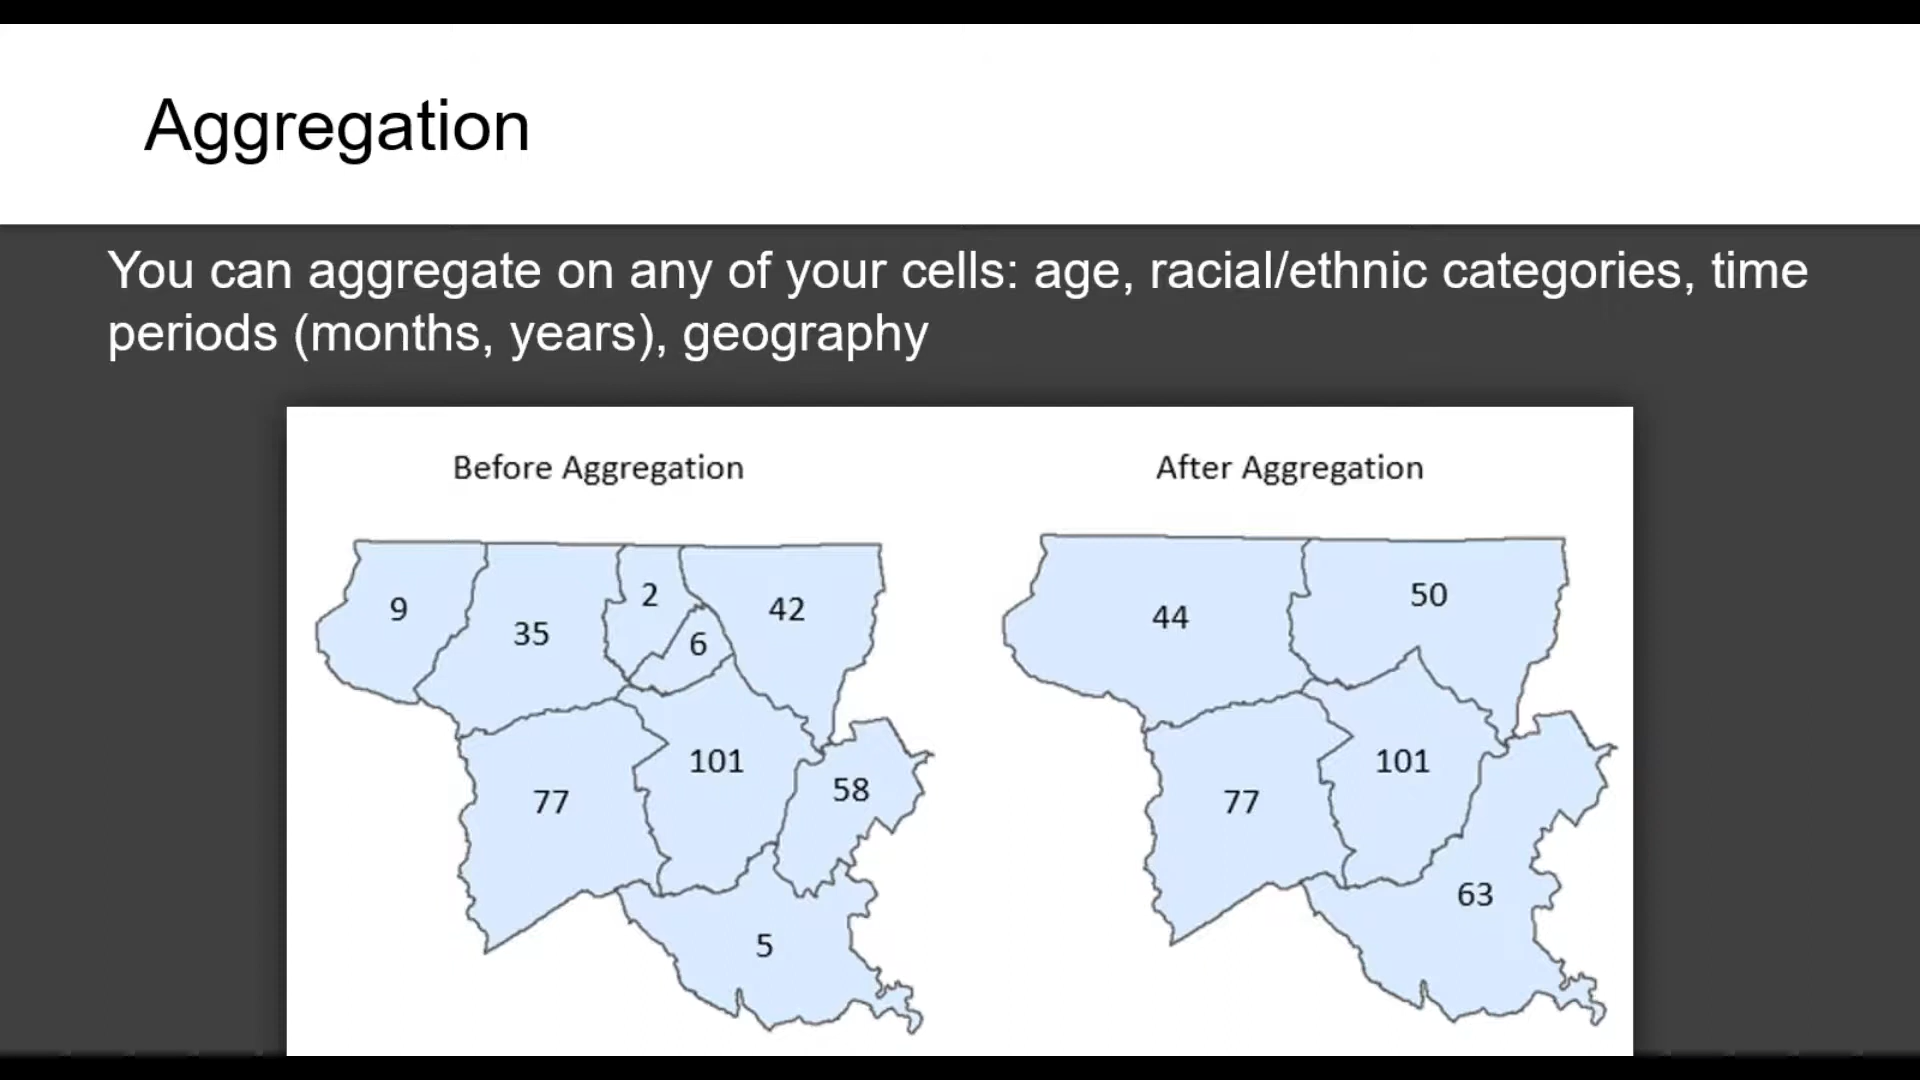 Aggregation
You can aggregate on any of your cells: age, racial/ethnic categories, time
periods (months, years), geography
Before Aggregation
After Aggregation
9
35
2
6
42
77
101
58
5
44
50
77
101
63